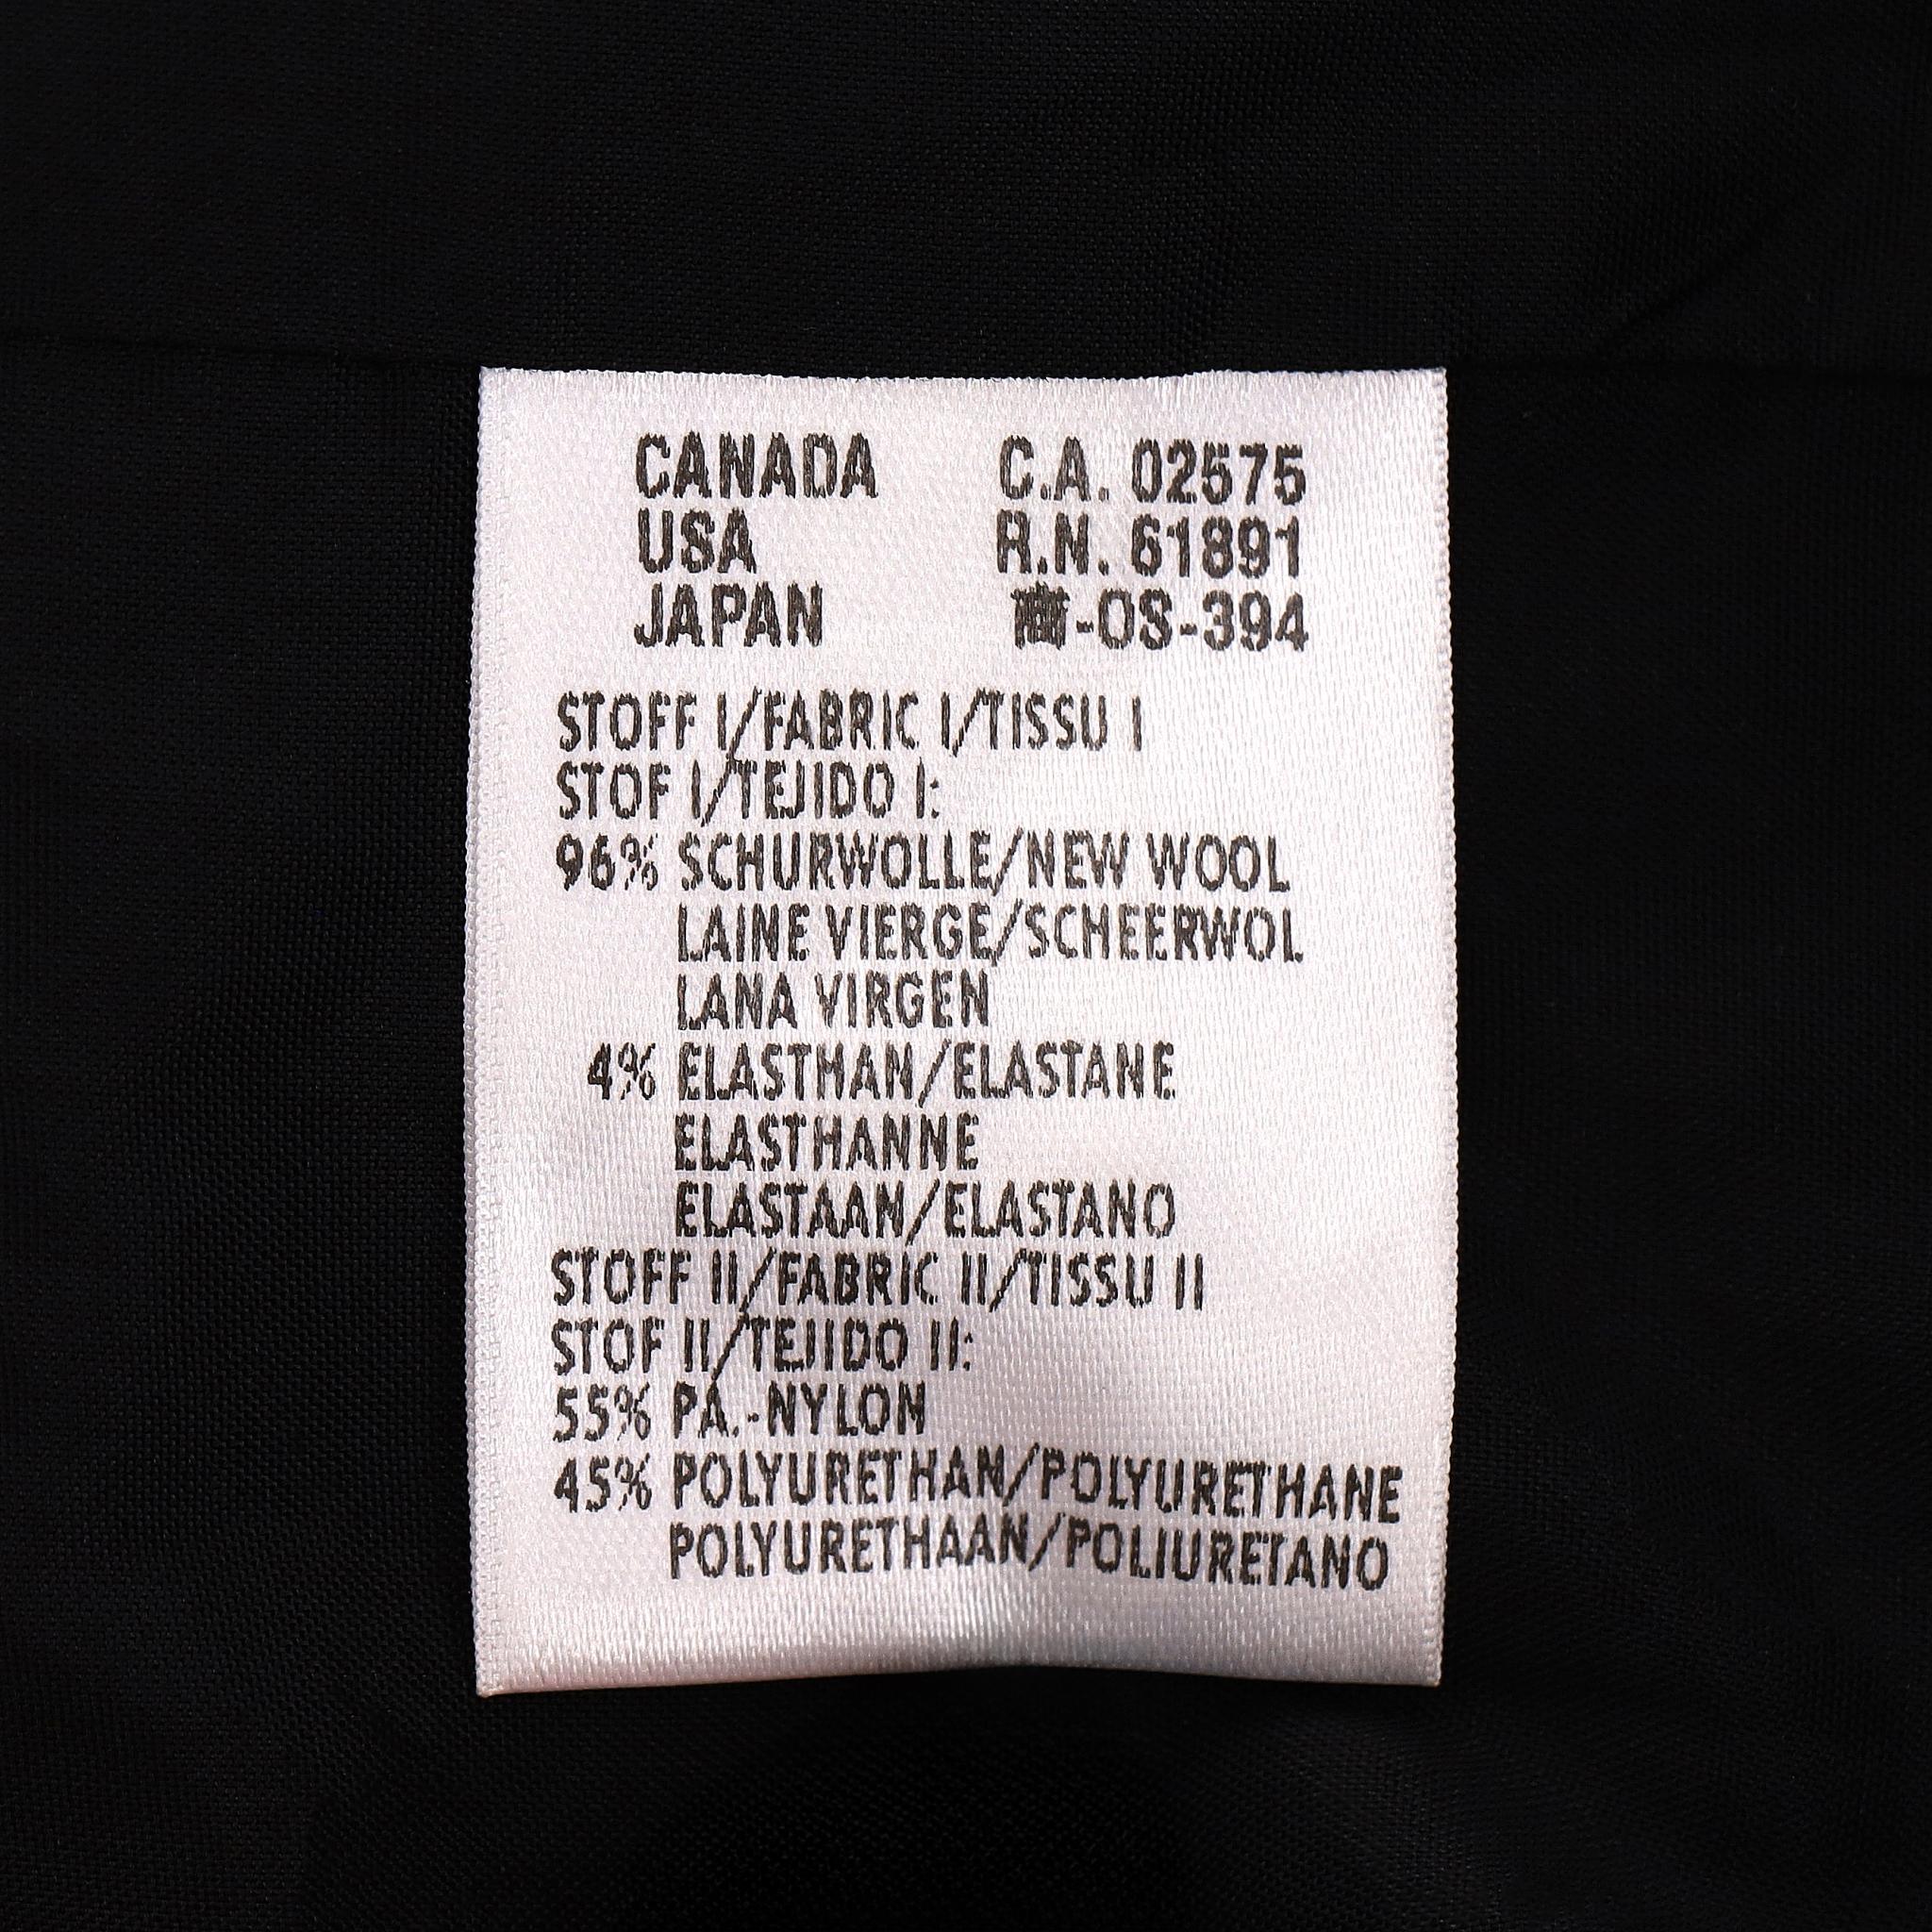 CANADA C.A. 02575
USA R.N. 61891
JAPAN -OS-394
STOFF I/FABRIC I/TISSU I
STOF I/TEJIDO I:
96% SCHURWOLLE/NEW WOOL
LAINE VIERGE/SCHEERWOL
LANA VIRGEN
4% ELASTHAN/ELASTANE
ELASTHANNE
ELASTAAN/ELASTANO
STOFF II/FABRIC II/TISSU II
STOF II/TEJIDO II:
55% PA.-NYLON
45% POLYURETHAN/POLYURETHANE
POLYURETHAAN/POLIURETANO